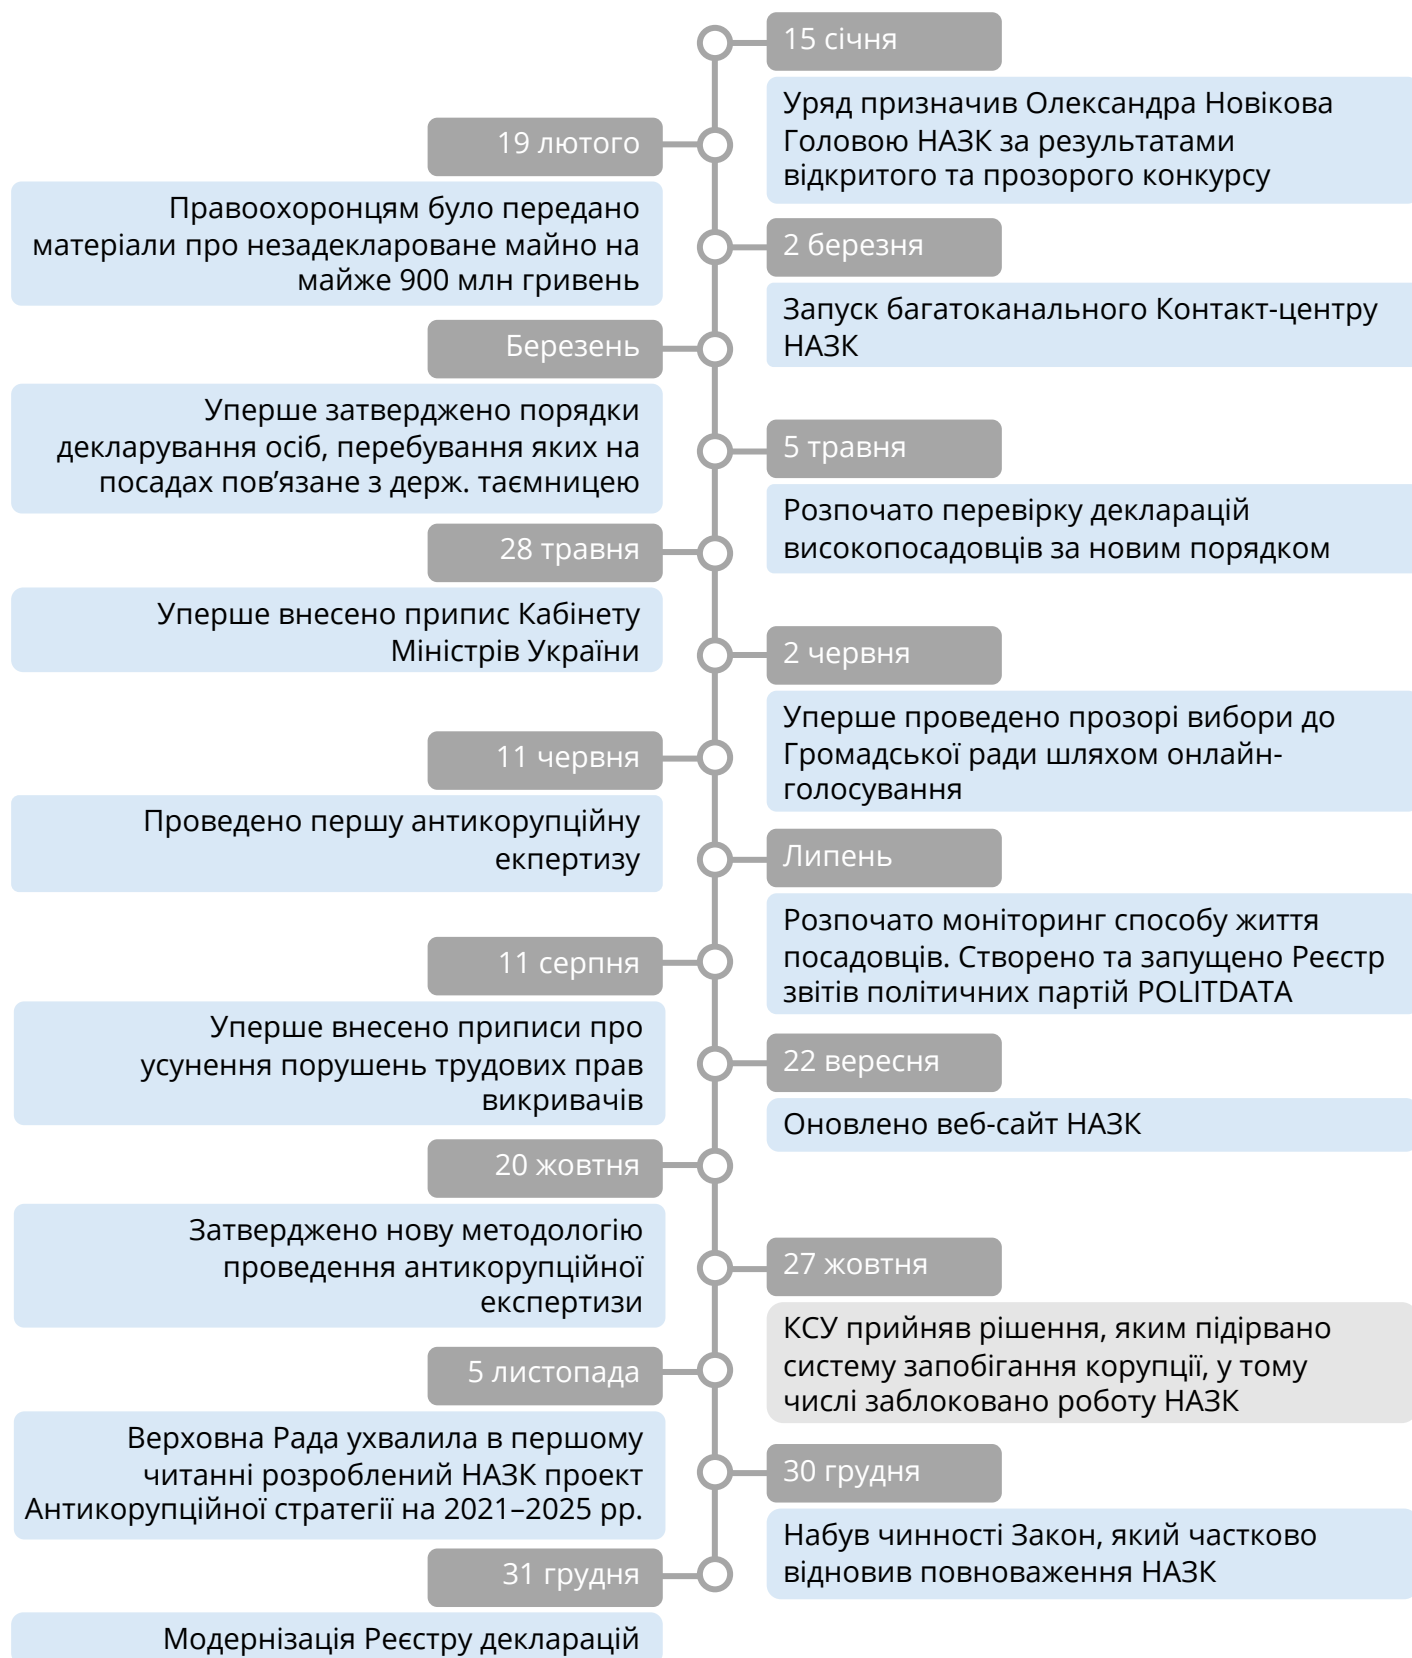 15 січня
Уряд призначив Олександра Новікова
Головою НАЗК за результатами
відкритого та прозорого конкурсу
19 лютого
Правоохоронцям було передано
матеріали про незадеклароване майно на
майже 900 млн гривень
2 березня
Запуск багатоканального Контакт-центру
НАЗК
Березень
Уперше затверджено порядки
декларування осіб, перебування яких на
посадах пов’язане з держ. таємницею
5 травня
Розпочато перевірку декларацій
високопосадовців за новим порядком
28 травня
Уперше внесено припис Кабінету
Міністрів України
2 червня
Уперше проведено прозорі вибори до
Громадської ради шляхом онлайн-
голосування
11 червня
Проведено першу антикорупційну
експертизу
Липень
Розпочато моніторинг способу життя
посадовців. Створено та запущено Реєстр
звітів політичних партій POLITDATA
11 серпня
Уперше внесено приписи про
усунення порушень трудових прав
викривачів
22 вересня
Оновлено веб-сайт НАЗК
20 жовтня
Затверджено нову методологію
проведення антикорупційної
експертизи
27 жовтня
КСУ прийняв рішення, яким підірвано
систему запобігання корупції, у тому
числі заблоковано роботу НАЗК
5 листопада
Верховна Рада ухвалила в першому
читанні розроблений НАЗК проект
Антикорупційної стратегії на 2021–2025 рр.
30 грудня
Набув чинності Закон, який частково
відновив повноваження НАЗК
31 грудня
Модернізація Реєстру декларацій